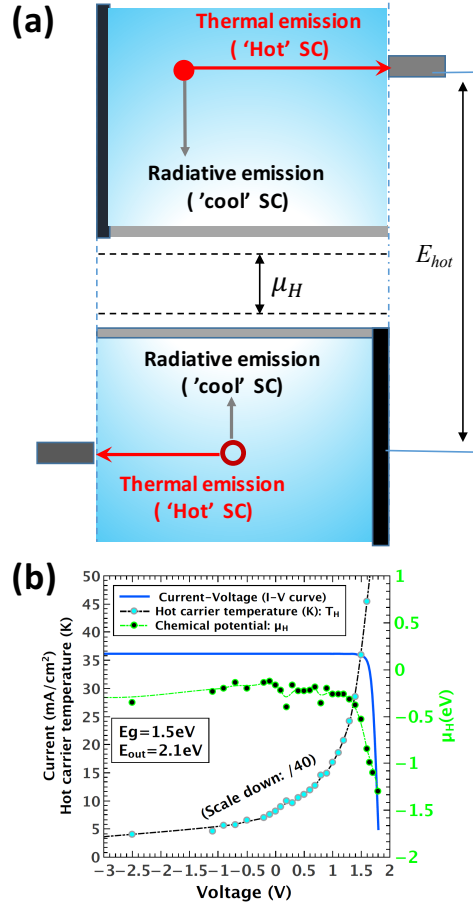 (a)
Thermal emission
( 'Hot' SC)
Radiative emission
( 'cool' SC)
μH
Ehot
Radiative emission
( 'cool' SC)
Thermal emission
( 'Hot' SC)
(b)
Current-Voltage (I-V curve)
Hot carrier temperature (K): TH
Chemical potential: μH
Eg=1.5eV
Eout=2.1eV
(Scale down: /40)
Current (mA/cm²)
Hot carrier temperature (K)
50
45
40
35
30
25
20
15
10
5
0
1
0.5
0
-0.5
-1
-1.5
-2
μH(eV)
-3 -2.5 -2 -1.5 -1 -0.5 0 0.5 1 1.5 2
Voltage (V)